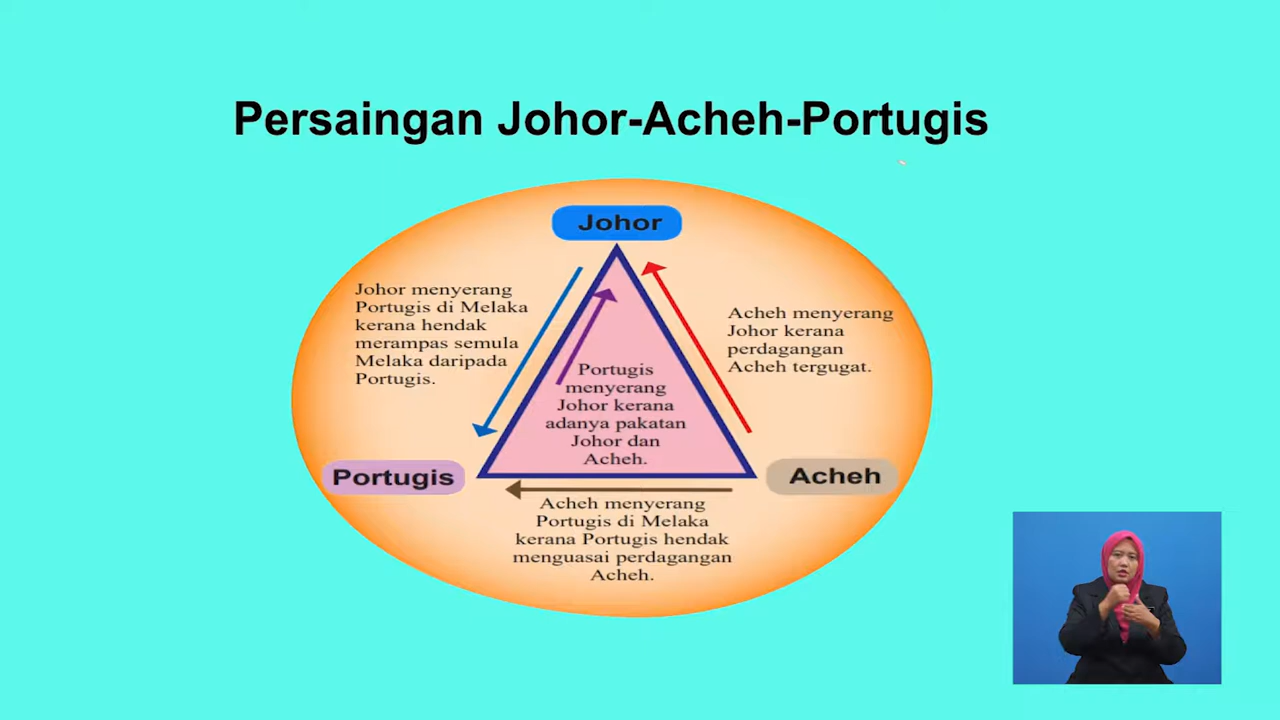 Persaingan Johor-Acheh-Portugis
Johor
Johor menyerang
Portugis di Melaka
kerana hendak
merampas semula
Melaka daripada
Portugis.
Acheh menyerang
Johor kerana
perdagangan
Acheh tergugat.
Portugis
menyerang
Johor kerana
adanya pakatan
Johor dan
Acheh.
Portugis
Acheh
Acheh menyerang
Portugis di Melaka
kerana Portugis hendak
menguasai perdagangan
Acheh.